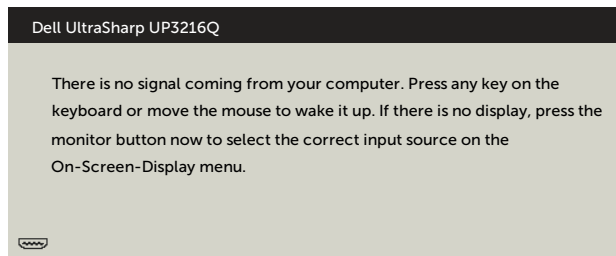 Dell UltraSharp UP3216Q
There is no signal coming from your computer. Press any key on the
keyboard or move the mouse to wake it up. If there is no display, press the
monitor button now to select the correct input source on the
On-Screen-Display menu.